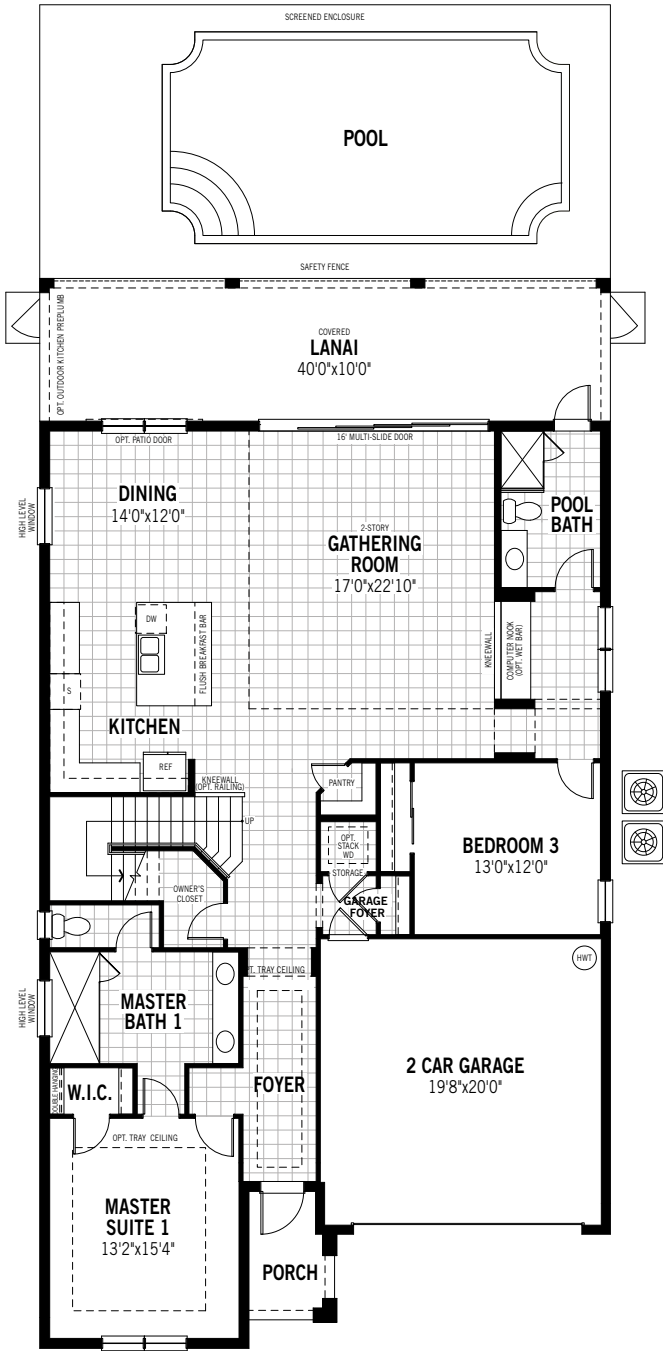 SCREENED ENCLOSURE
POOL
SAFETY FENCE
OPT. OUTDOOR KITCHEN PREPLUMB
COVERED
LANAI
40'0"x10'0"
OPT. PATIO DOOR
16' MULTI-SLIDE DOOR
HIGH LEVEL
WINDOW
DINING
14'0"x12'0"
2-STORY
GATHERING
ROOM
17'0"x22'10"
POOL
BATH
DW
FLUSH BREAKFAST BAR
KNEEWALL
COMPUTER NOOK
(OPT. WET BAR)
S
KITCHEN
REF
KNEEWALL
(OPT. RAILING)
PANTRY
UP
OPT.
STACK
WD
STORAGE
BEDROOM 3
13'0"x12'0"
OWNER'S
CLOSET
GARAGE
FOYER
HWT
HIGH LEVEL
WINDOW
MASTER
BATH 1
PT. TRAY CEILING
2 CAR GARAGE
19'8"x20'0"
DOUBLE HANGING
W.I.C.
FOYER
OPT. TRAY CEILING
MASTER
SUITE 1
13'2"x15'4"
PORCH